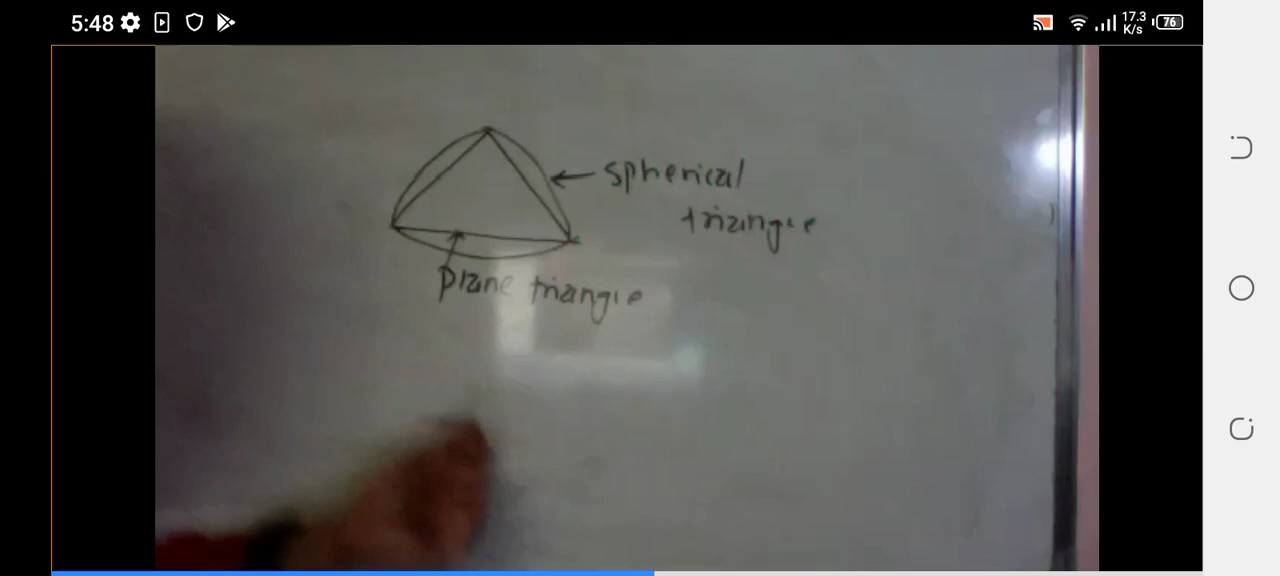 5:48
17.3
K/s
76
spherical
triangle
plane triangle